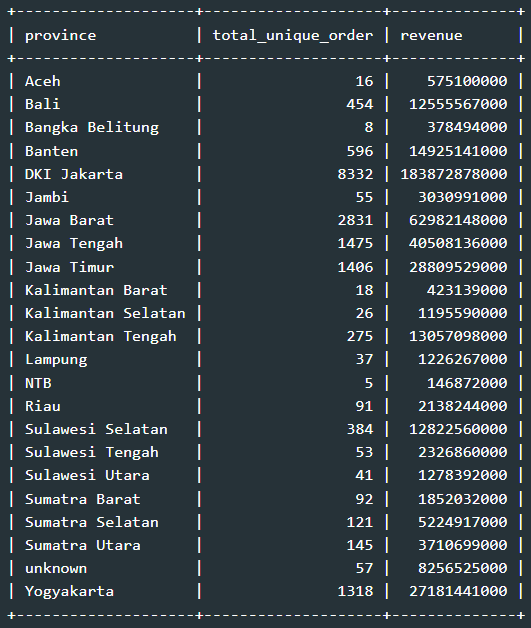 +--------------------+--------------------+--------------+
| province           | total_unique_order | revenue      |
+--------------------+--------------------+--------------+
| Aceh               |                 16 |    575100000 |
| Bali               |                454 |  12555567000 |
| Bangka Belitung    |                  8 |    378494000 |
| Banten             |                596 |  14925141000 |
| DKI Jakarta        |               8332 | 183872878000 |
| Jambi              |                 55 |   3030991000 |
| Jawa Barat         |               2831 |  62982148000 |
| Jawa Tengah        |               1475 |  40508136000 |
| Jawa Timur         |               1406 |  28809529000 |
| Kalimantan Barat   |                 18 |    423139000 |
| Kalimantan Selatan |                 26 |   1195590000 |
| Kalimantan Tengah  |                275 |  13057098000 |
| Lampung            |                 37 |   1226267000 |
| NTB                |                  5 |    146872000 |
| Riau               |                 91 |   2138244000 |
| Sulawesi Selatan   |                384 |  12822560000 |
| Sulawesi Tengah    |                 53 |   2326860000 |
| Sulawesi Utara     |                 41 |   1278392000 |
| Sumatra Barat      |                 92 |   1852032000 |
| Sumatra Selatan    |                121 |   5224917000 |
| Sumatra Utara      |                145 |   3710699000 |
| unknown            |                 57 |   8256525000 |
| Yogyakarta         |               1318 |  27181441000 |
+--------------------+--------------------+--------------+